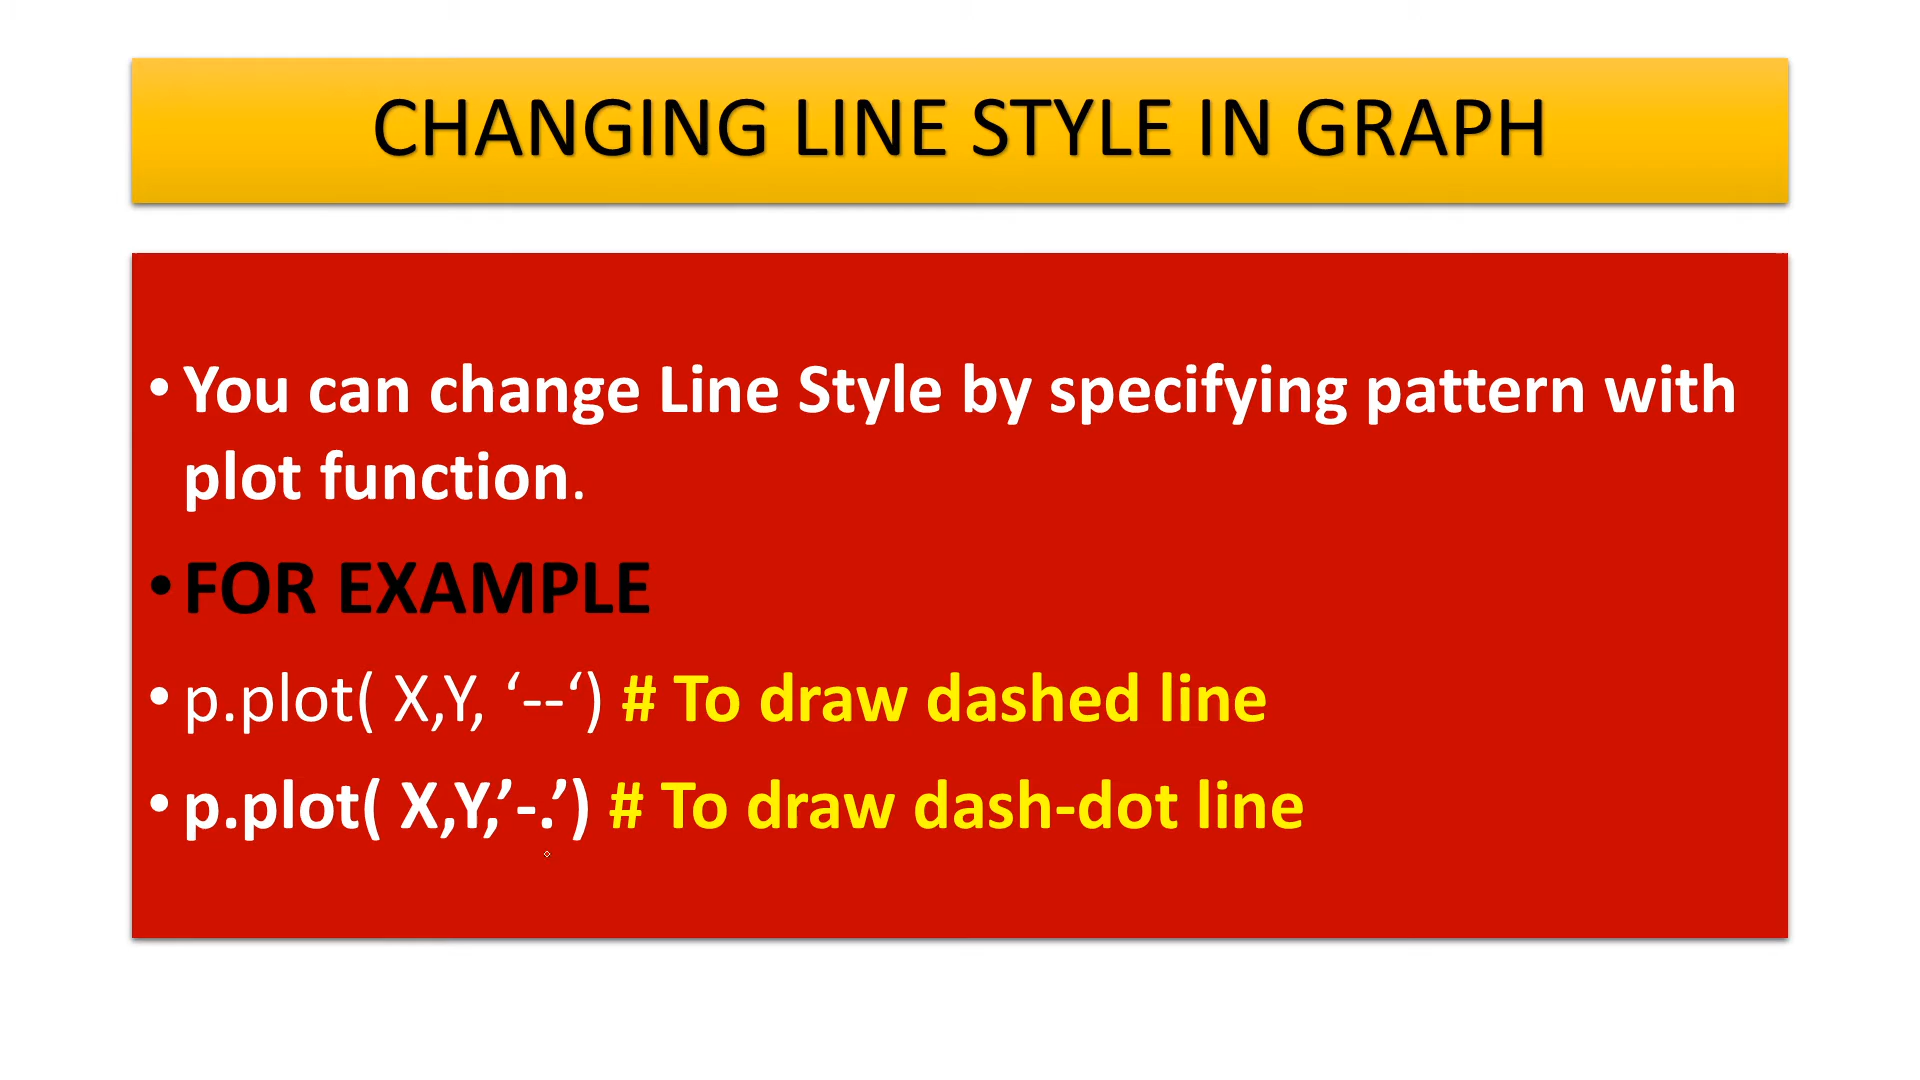 CHANGING LINE STYLE IN GRAPH
• You can change Line Style by specifying pattern with
plot function.
• FOR EXAMPLE
• p.plot( X,Y, ‘--‘) # To draw dashed line
• p.plot( X,Y,’-.’) # To draw dash-dot line